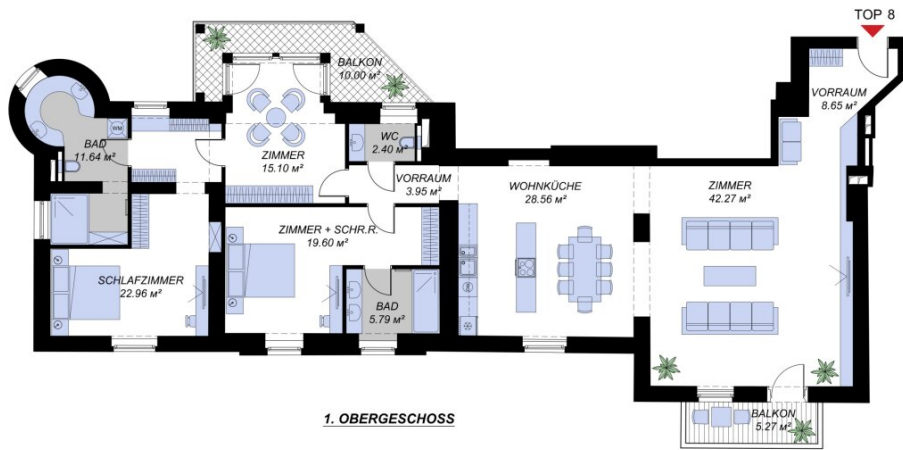 TOP 8
BALKON
10.00 m²
VORRAUM
8.65 m²
WM
BAD
11.64 m²
WC
2.40 m²
ZIMMER
15.10 m²
VORRAUM
3.95 m²
WOHNKÜCHE
28.56 m²
ZIMMER
42.27 m²
ZIMMER + SCHR.R.
19.60 m²
SCHLAFZIMMER
22.96 m²
BAD
5.79 m²
BALKON
5.27 m²
1. OBERGESCHOSS